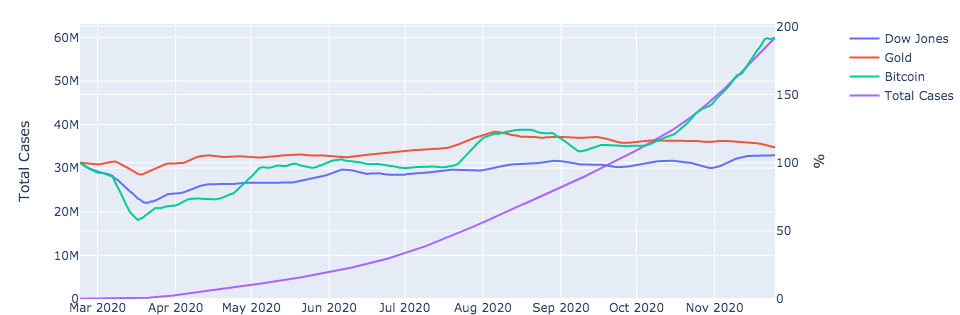 Total Cases
60M
50M
40M
30M
20M
10M
0
200
150
100
50
0
%
Mar 2020 Apr 2020 May 2020 Jun 2020 Jul 2020 Aug 2020 Sep 2020 Oct 2020 Nov 2020
Dow Jones
Gold
Bitcoin
Total Cases